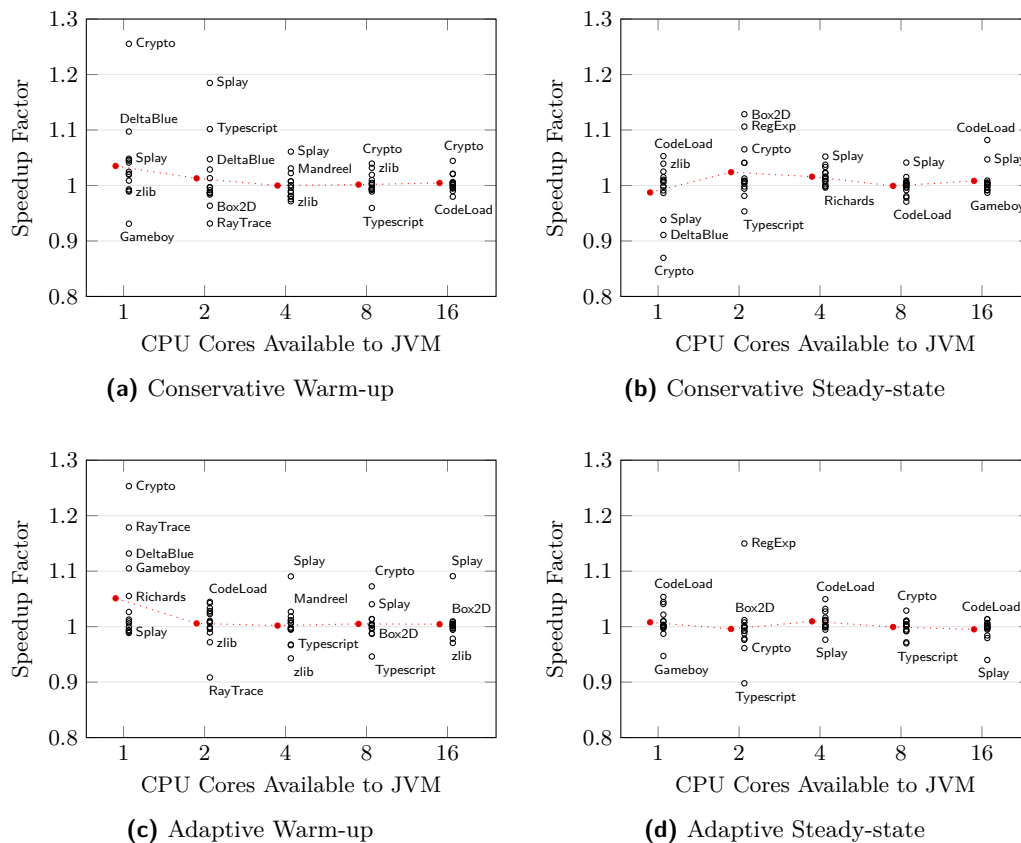 1.3
1.2
1.1
1
0.9
0.8
Speedup Factor
Crypto
DeltaBlue
Splay
zlib
Gameboy
Splay
Typescript
DeltaBlue
Box2D
RayTrace
Splay
Mandreel
zlib
Crypto
zlib
Typescript
Crypto
CodeLoad
1 2 4 8 16
CPU Cores Available to JVM
(a) Conservative Warm-up
1.3
1.2
1.1
1
0.9
0.8
Speedup Factor
CodeLoad
zlib
Splay
DeltaBlue
Crypto
Box2D
RegExp
Crypto
Typescript
Splay
Richards
Splay
CodeLoad
CodeLoad
Splay
Gameboy
1 2 4 8 16
CPU Cores Available to JVM
(b) Conservative Steady-state
1.3
1.2
1.1
1
0.9
0.8
Speedup Factor
Crypto
RayTrace
DeltaBlue
Gameboy
Richards
Splay
CodeLoad
zlib
RayTrace
Splay
Mandreel
Typescript
zlib
Crypto
Splay
Box2D
Typescript
Splay
Box2D
zlib
1 2 4 8 16
CPU Cores Available to JVM
(c) Adaptive Warm-up
1.3
1.2
1.1
1
0.9
0.8
Speedup Factor
CodeLoad
Gameboy
RegExp
Box2D
Crypto
Typescript
CodeLoad
Splay
Crypto
Typescript
CodeLoad
Splay
1 2 4 8 16
CPU Cores Available to JVM
(d) Adaptive Steady-state